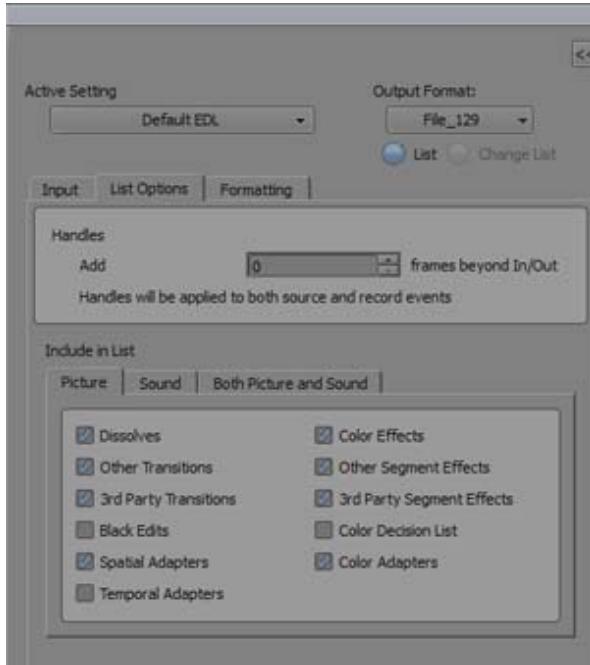 <<
Active Setting
Output Format:
Default EDL
File_129
List
Change List
Input
List Options
Formatting
Handles
Add
0
frames beyond In/Out
Handles will be applied to both source and record events
Include in List
Picture
Sound
Both Picture and Sound
Dissolves
Color Effects
Other Transitions
Other Segment Effects
3rd Party Transitions
3rd Party Segment Effects
Black Edits
Color Decision List
Spatial Adapters
Color Adapters
Temporal Adapters